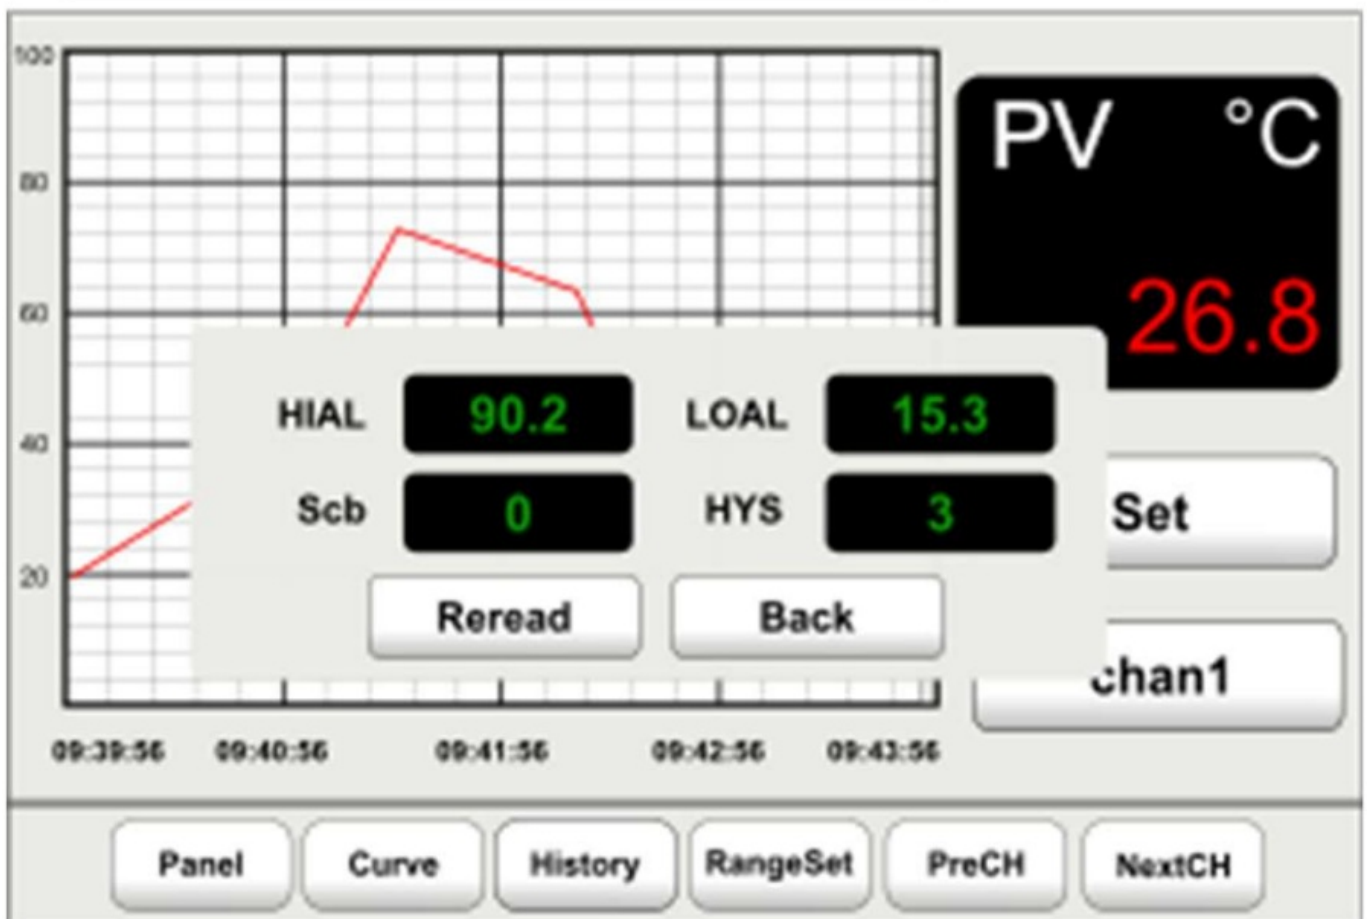 100
80
60
40
20
PV °C
26.8
HIAL 90.2 LOAL 15.3
Scb 0 HYS 3
Reread Back
Set
chan1
09:39:56 09:40:56 09:41:56 09:42:56 09:43:56
Panel Curve History RangeSet PreCH NextCH